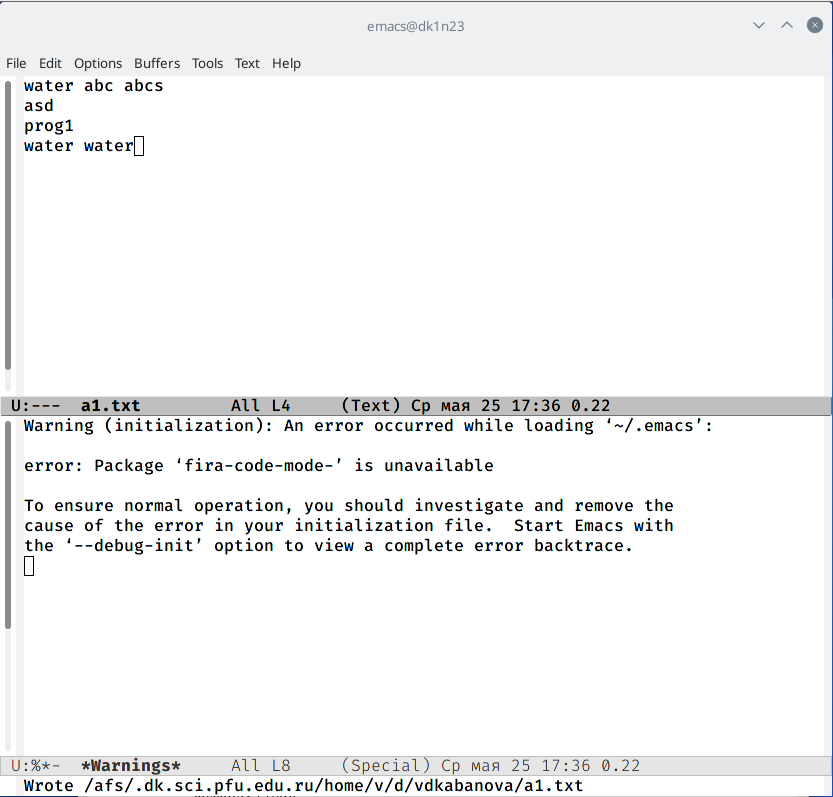 emacs@dk1n23
File Edit Options Buffers Tools Text Help
water abc abcs
asd
prog1
water water
U:--- a1.txt All L4 (Text) Ср мая 25 17:36 0.22
Warning (initialization): An error occurred while loading ‘~/.emacs’:
error: Package ‘fira-code-mode-’ is unavailable
To ensure normal operation, you should investigate and remove the
cause of the error in your initialization file. Start Emacs with
the ‘--debug-init’ option to view a complete error backtrace.
U:%*- *Warnings* All L8 (Special) Ср мая 25 17:36 0.22
Wrote /afs/.dk.sci.pfu.edu.ru/home/v/d/vdkabanova/a1.txt